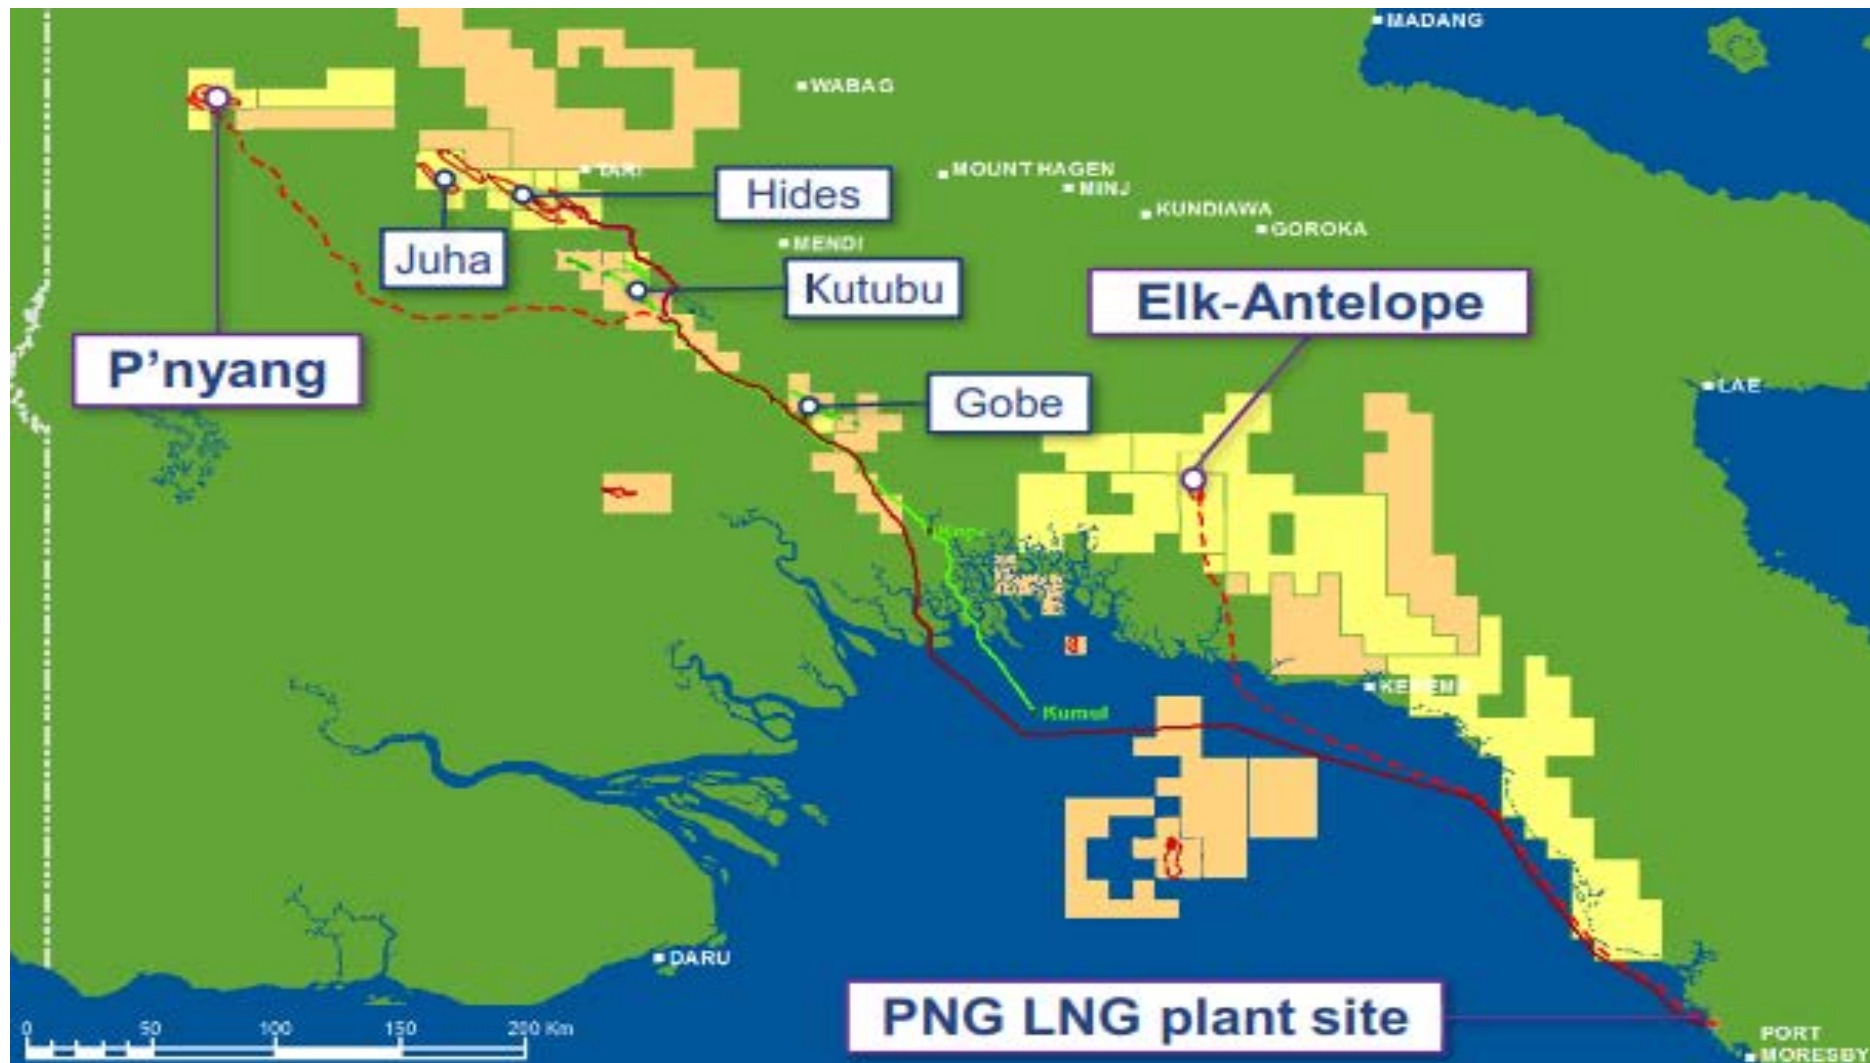 MADANG
WABAG
TARI
MOUNT HAGEN
MINJ
Hides
KUNDIAWA
GOROKA
MENDI
Juha
Kutubu
Elk-Antelope
P'nyang
LAE
Gobe
Kumul
DARU
PNG LNG plant site
0 50 100 150 200 Km
PORT
MORESBY